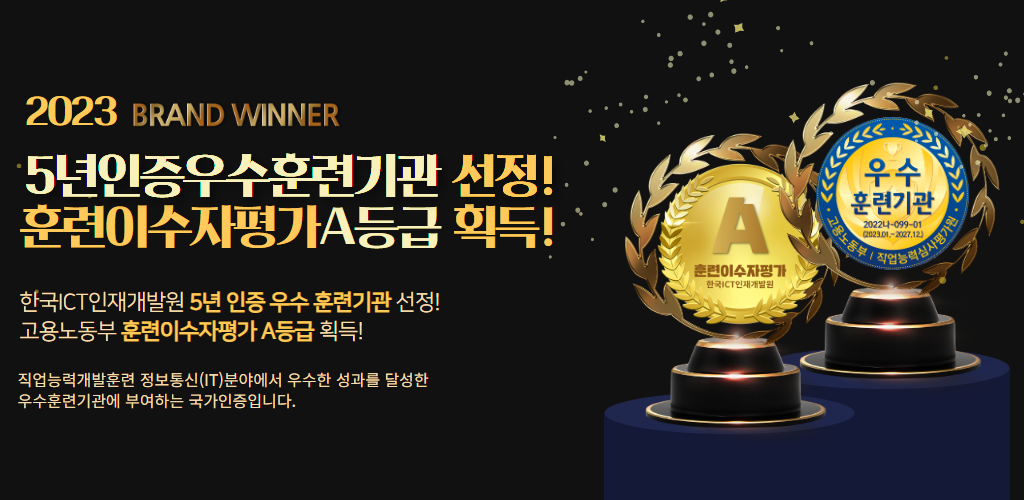 2023 BRAND WINNER
5년인증우수훈련기관 선정!
훈련이수자평가A등급 획득!
한국ICT인재개발원 5년 인증 우수 훈련기관 선정!
고용노동부 훈련이수자평가 A등급 획득!
직업능력개발훈련 정보통신(IT)분야에서 우수한 성과를 달성한
우수훈련기관에 부여하는 국가인증입니다.
A
훈련이수자평가
한국ICT인재개발원
우수
훈련기관
2022나-099-01
(2023.01.~2027.12.)
고용노동부 / 직업능력심사평가원